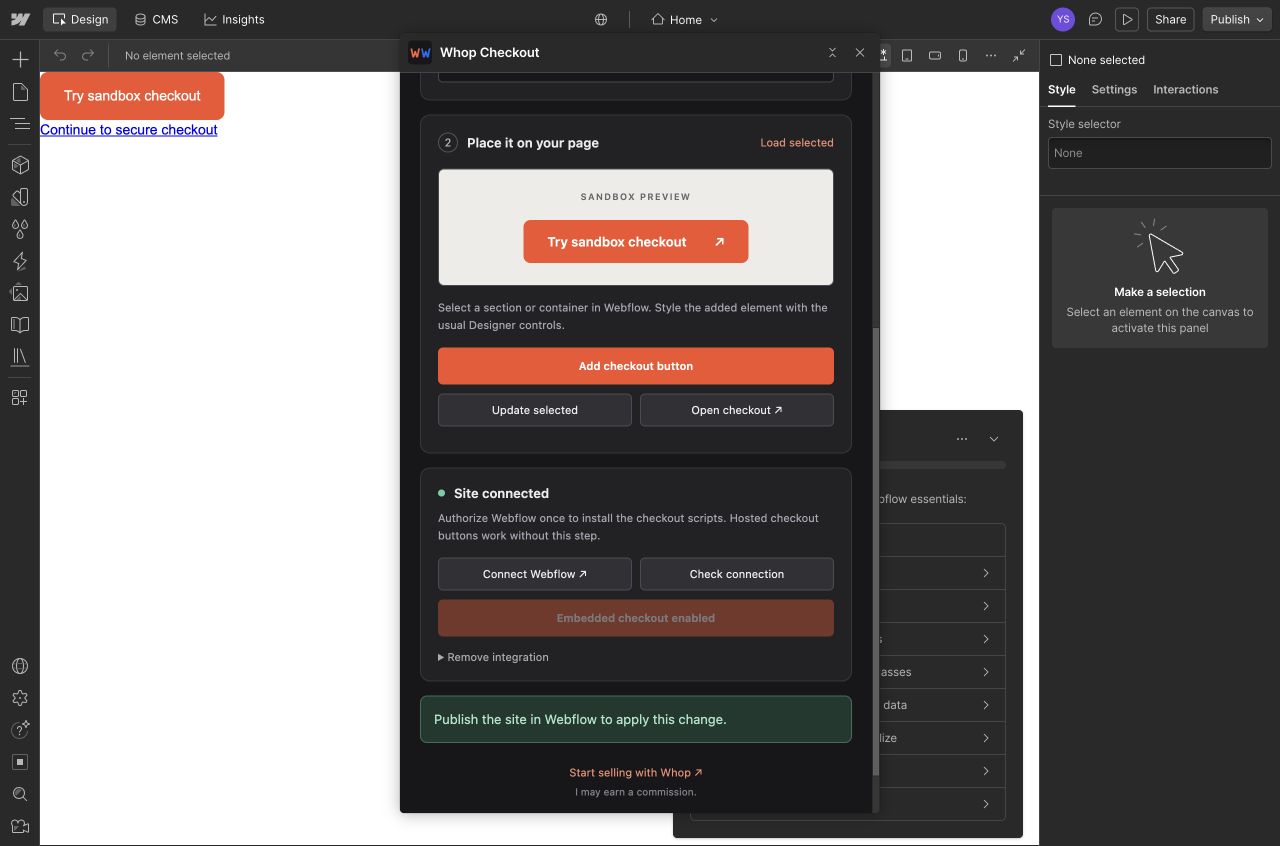 Design
CMS
Insights
Home
YS
Share
Publish
No element selected
Try sandbox checkout
Continue to secure checkout
WW Whop Checkout
2 Place it on your page
Load selected
SANDBOX PREVIEW
Try sandbox checkout ↗
Select a section or container in Webflow. Style the added element with the
usual Designer controls.
Add checkout button
Update selected
Open checkout ↗
Site connected
Authorize Webflow once to install the checkout scripts. Hosted checkout
buttons work without this step.
Connect Webflow ↗
Check connection
Embedded checkout enabled
Remove integration
Publish the site in Webflow to apply this change.
Start selling with Whop ↗
I may earn a commission.
None selected
Style
Settings
Interactions
Style selector
None
Make a selection
Select an element on the canvas to
activate this panel
flow essentials:
asses
data
lize